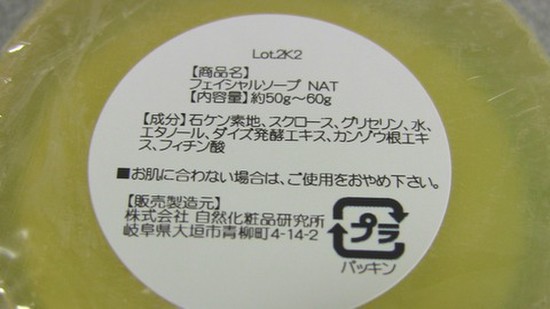 Lot.2K2
【商品名】
フェイシャルソープ NAT
【内容量】約50g～60g
【成分】石ケン素地、スクロース、グリセリン、水、
エタノール、ダイズ発酵エキス、カンゾウ根エキ
ス、フィチン酸
■お肌に合わない場合は、ご使用をおやめ下さい。
【販売製造元】
株式会社 自然化粧品研究所
岐阜県大垣市青柳町4-14-2
プラ
パッキン